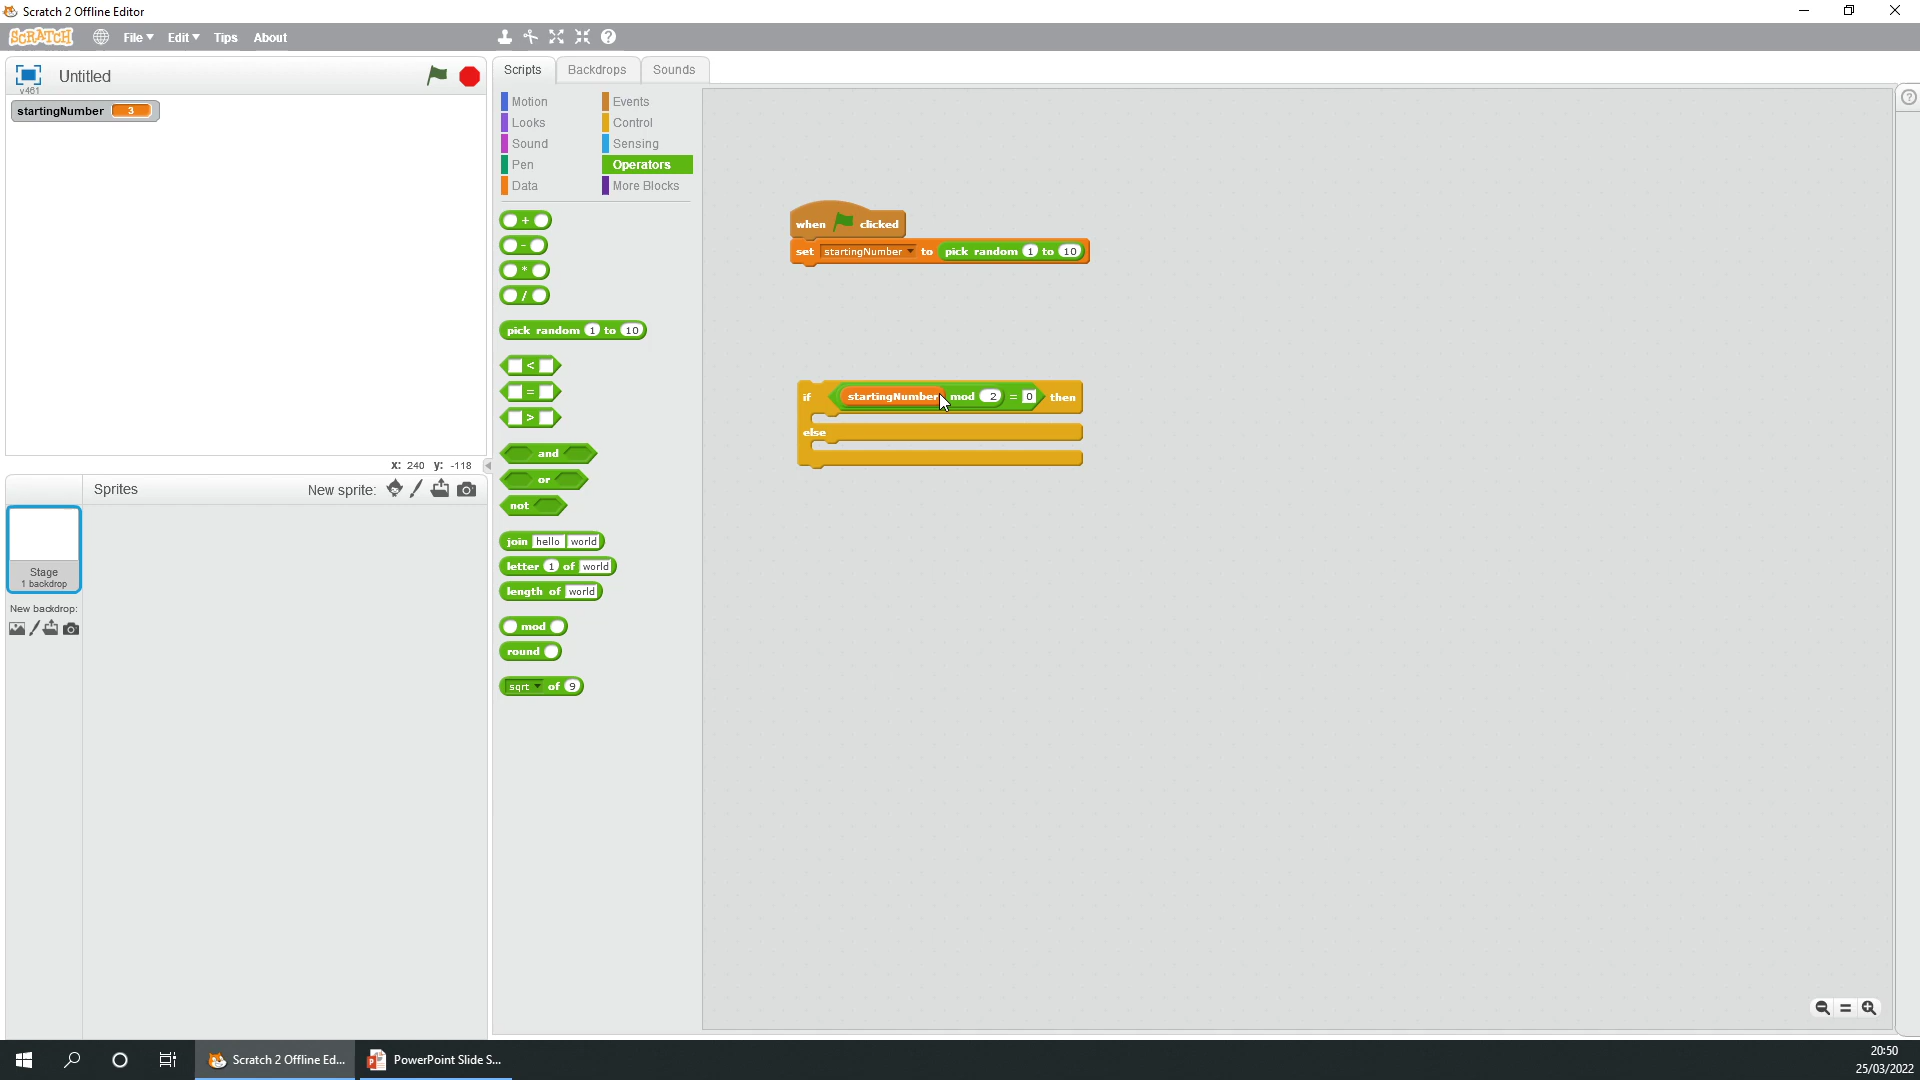 Scratch 2 Offline Editor
SCRATCH File Edit Tips About
v461 Untitled
startingNumber 3
x: 240 y: -118
Sprites New sprite:
Stage
1 backdrop
New backdrop:
Scripts Backdrops Sounds
Motion Events
Looks Control
Sound Sensing
Pen Operators
Data More Blocks
+
-
*
/
pick random 1 to 10
<
=
>
and
or
not
join hello world
letter 1 of world
length of world
mod
round
sqrt of 9
when clicked
set startingNumber to pick random 1 to 10
if startingNumber mod 2 = 0 then
else
Scratch 2 Offline Ed... PowerPoint Slide S...
20:50
25/03/2022